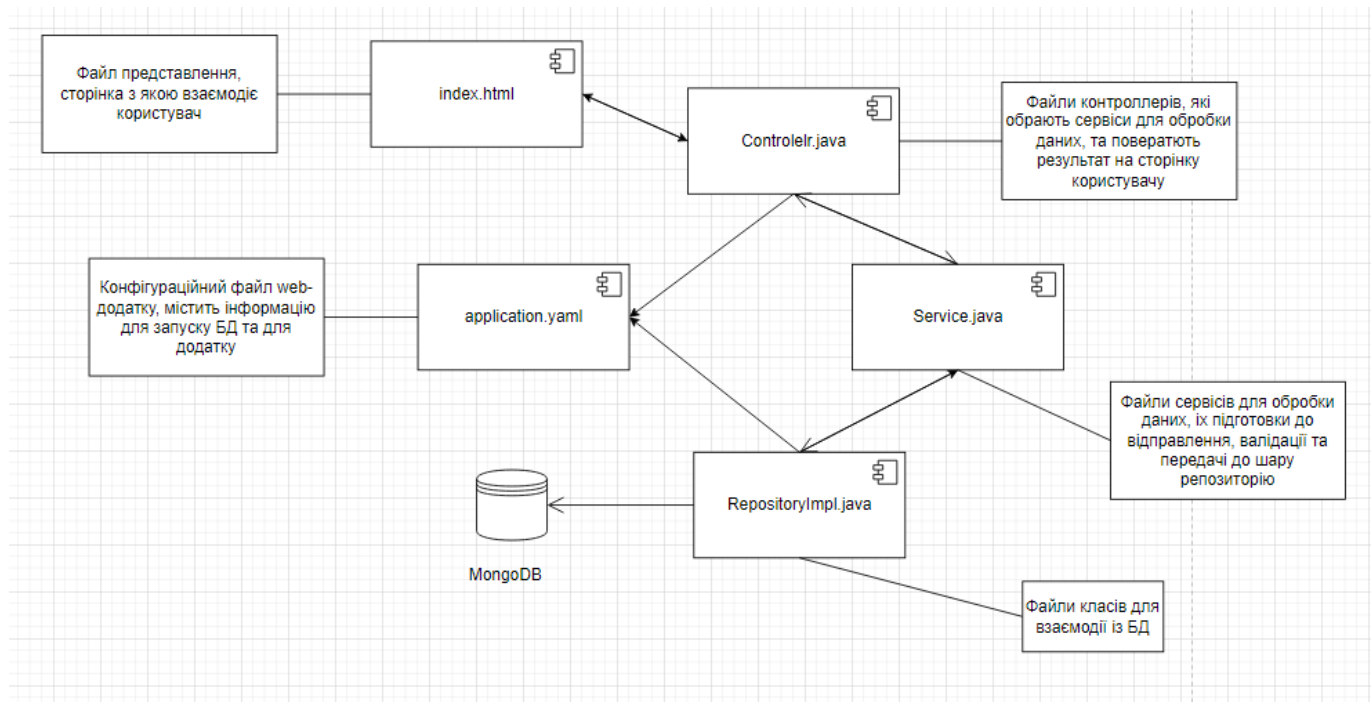 Файл представлення,
сторінка з якою взаємодіє
користувач
index.html
Controlelr.java
Файли контроллерів, які
обрають сервіси для обробки
даних, та поверають
результат на сторінку
користувачу
Конфігураційний файл web-
додатку, містить інформацію
для запуску БД та для
додатку
application.yaml
Service.java
Файли сервісів для обробки
даних, іх підготовки до
відправлення, валідації та
передачі до шару
репозиторію
RepositoryImpl.java
MongoDB
Файли класів для
взаємодії із БД